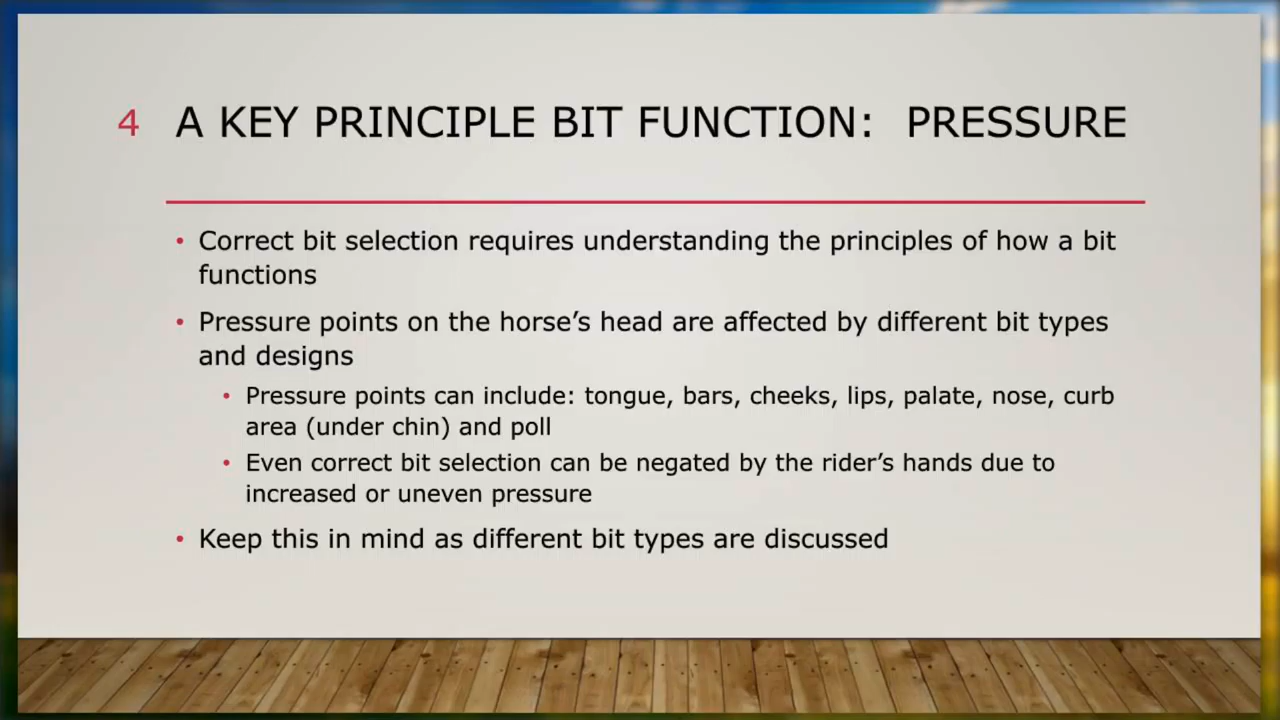 4 A KEY PRINCIPLE BIT FUNCTION: PRESSURE
• Correct bit selection requires understanding the principles of how a bit
functions
• Pressure points on the horse’s head are affected by different bit types
and designs
• Pressure points can include: tongue, bars, cheeks, lips, palate, nose, curb
area (under chin) and poll
• Even correct bit selection can be negated by the rider’s hands due to
increased or uneven pressure
• Keep this in mind as different bit types are discussed